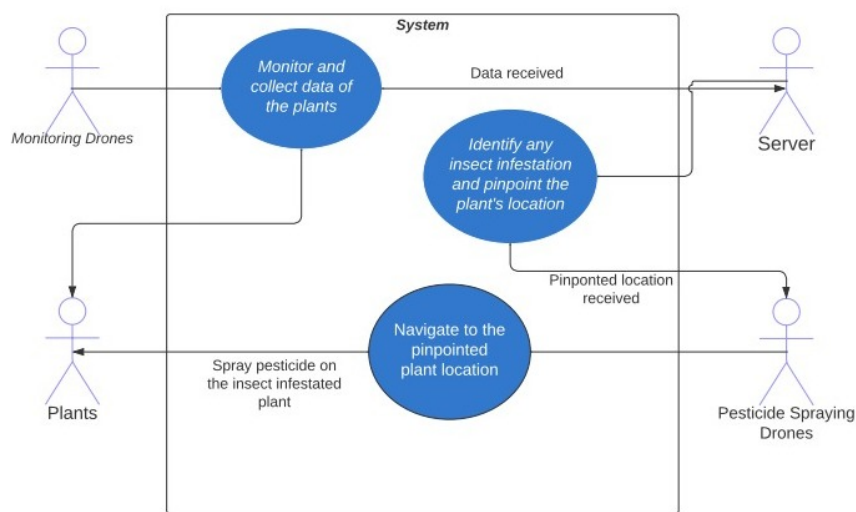 System
Monitor and
collect data of
the plants
Data received
Monitoring Drones
Server
Identify any
insect infestation
and pinpoint the
plant's location
Pinponted location
received
Navigate to the
pinpointed
plant location
Spray pesticide on
the insect infestated
plant
Plants
Pesticide Spraying
Drones